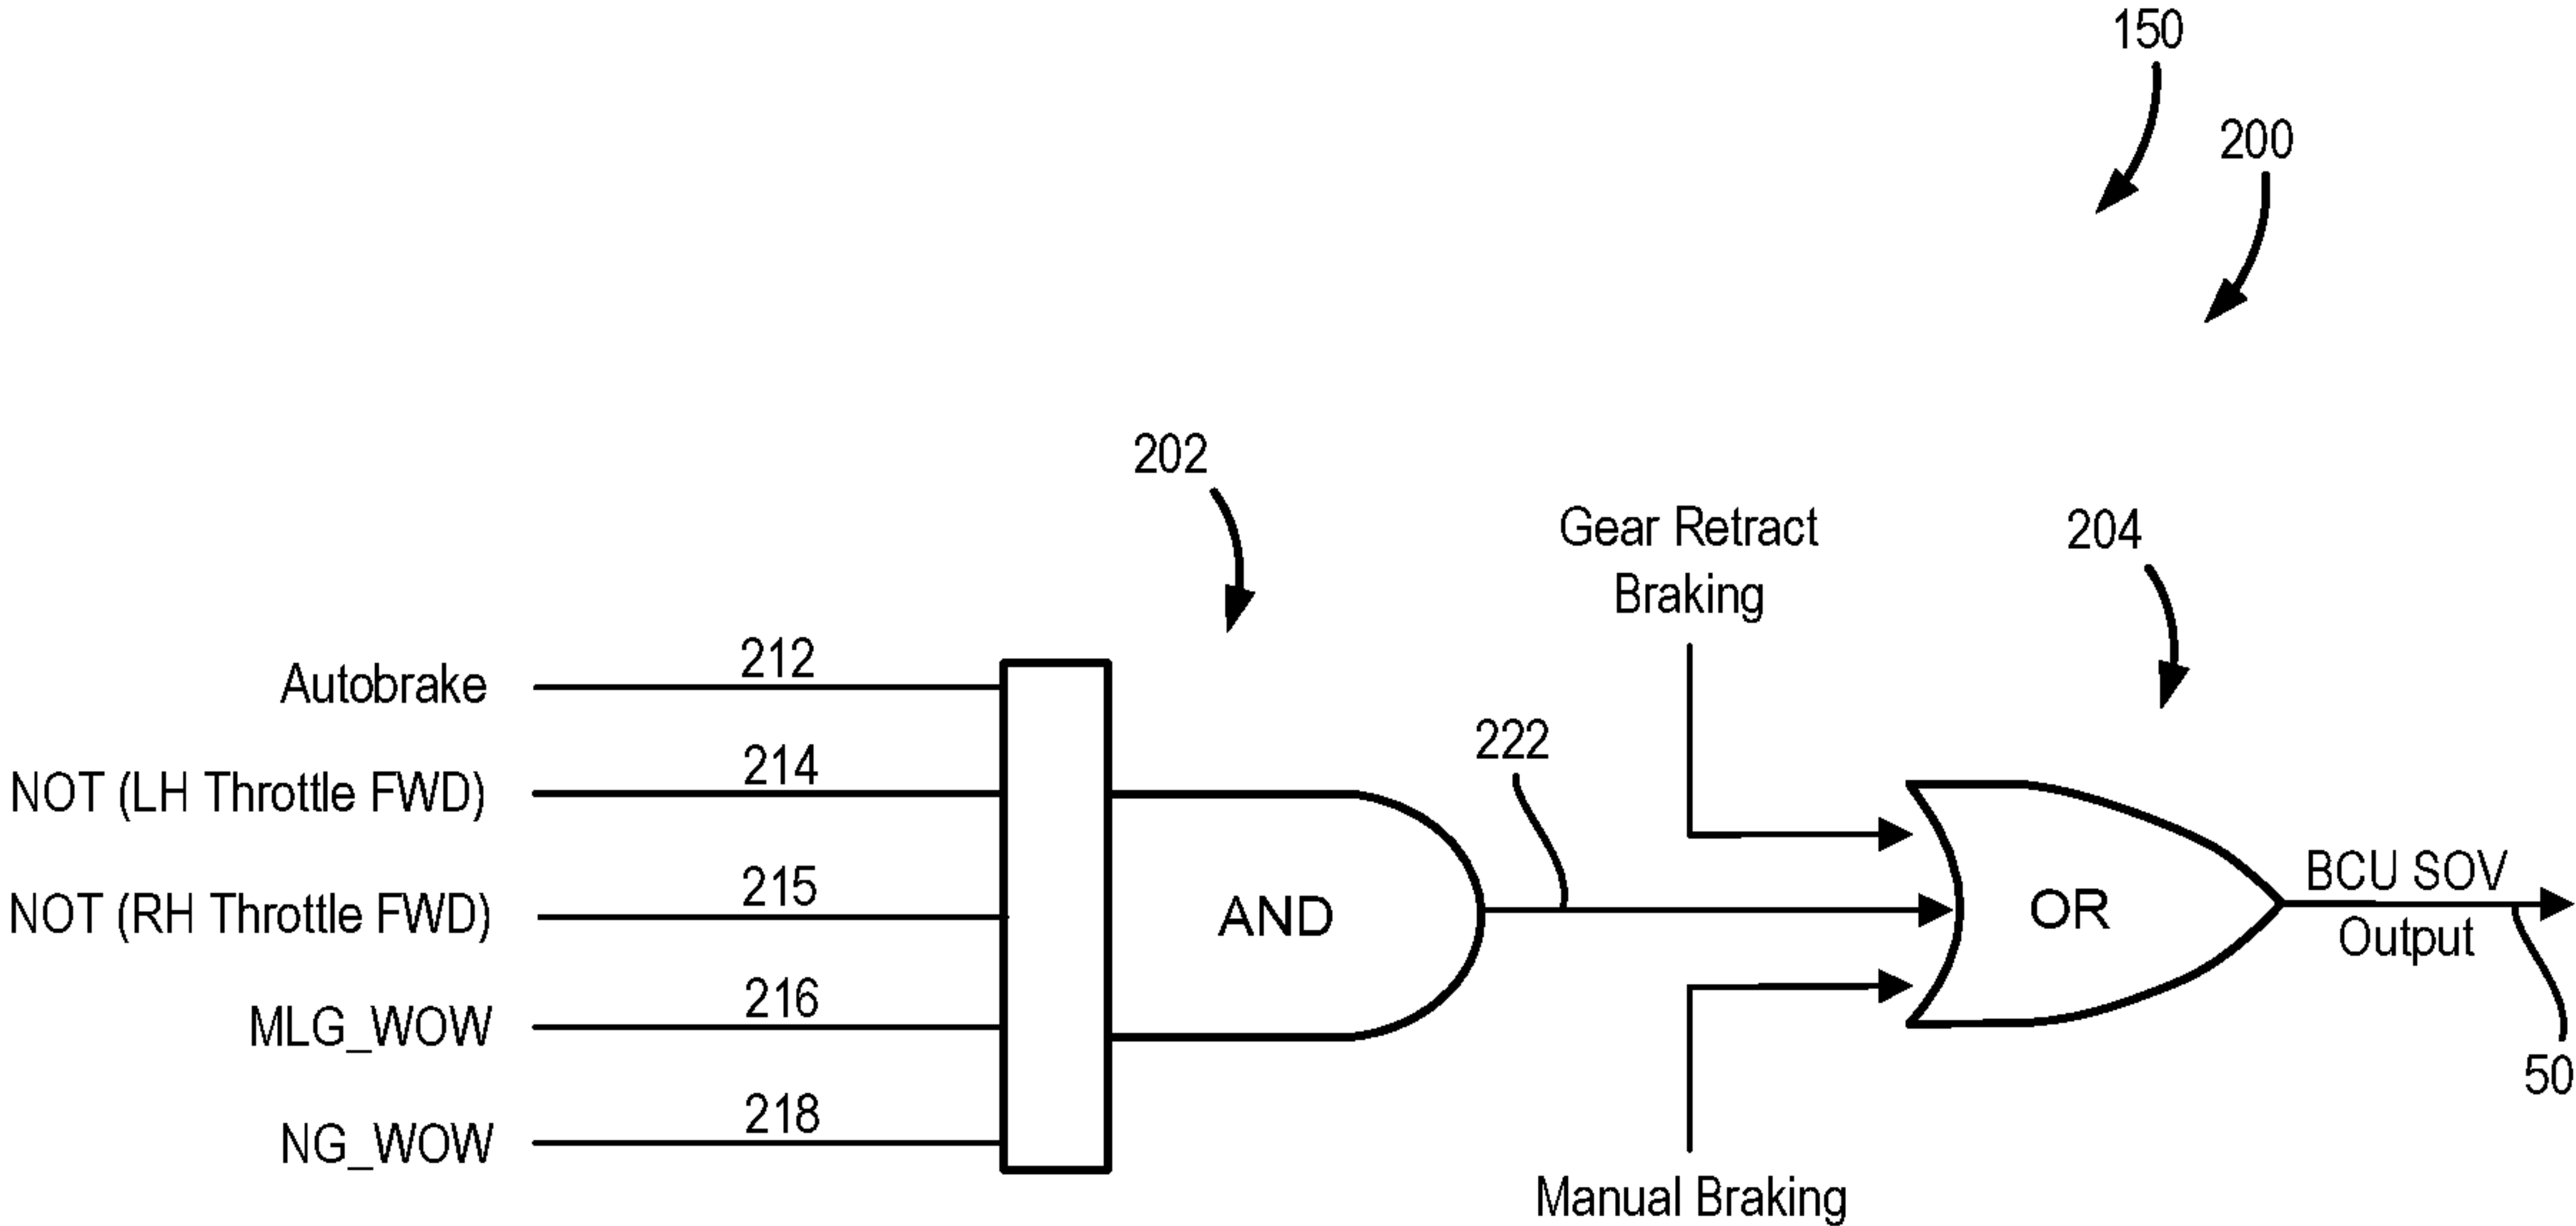 150
200
202
Gear Retract
Braking
204
Autobrake
212
222
NOT (LH Throttle FWD)
214
NOT (RH Throttle FWD)
215
AND
OR
BCU SOV
Output
MLG_WOW
216
50
NG_WOW
218
Manual Braking